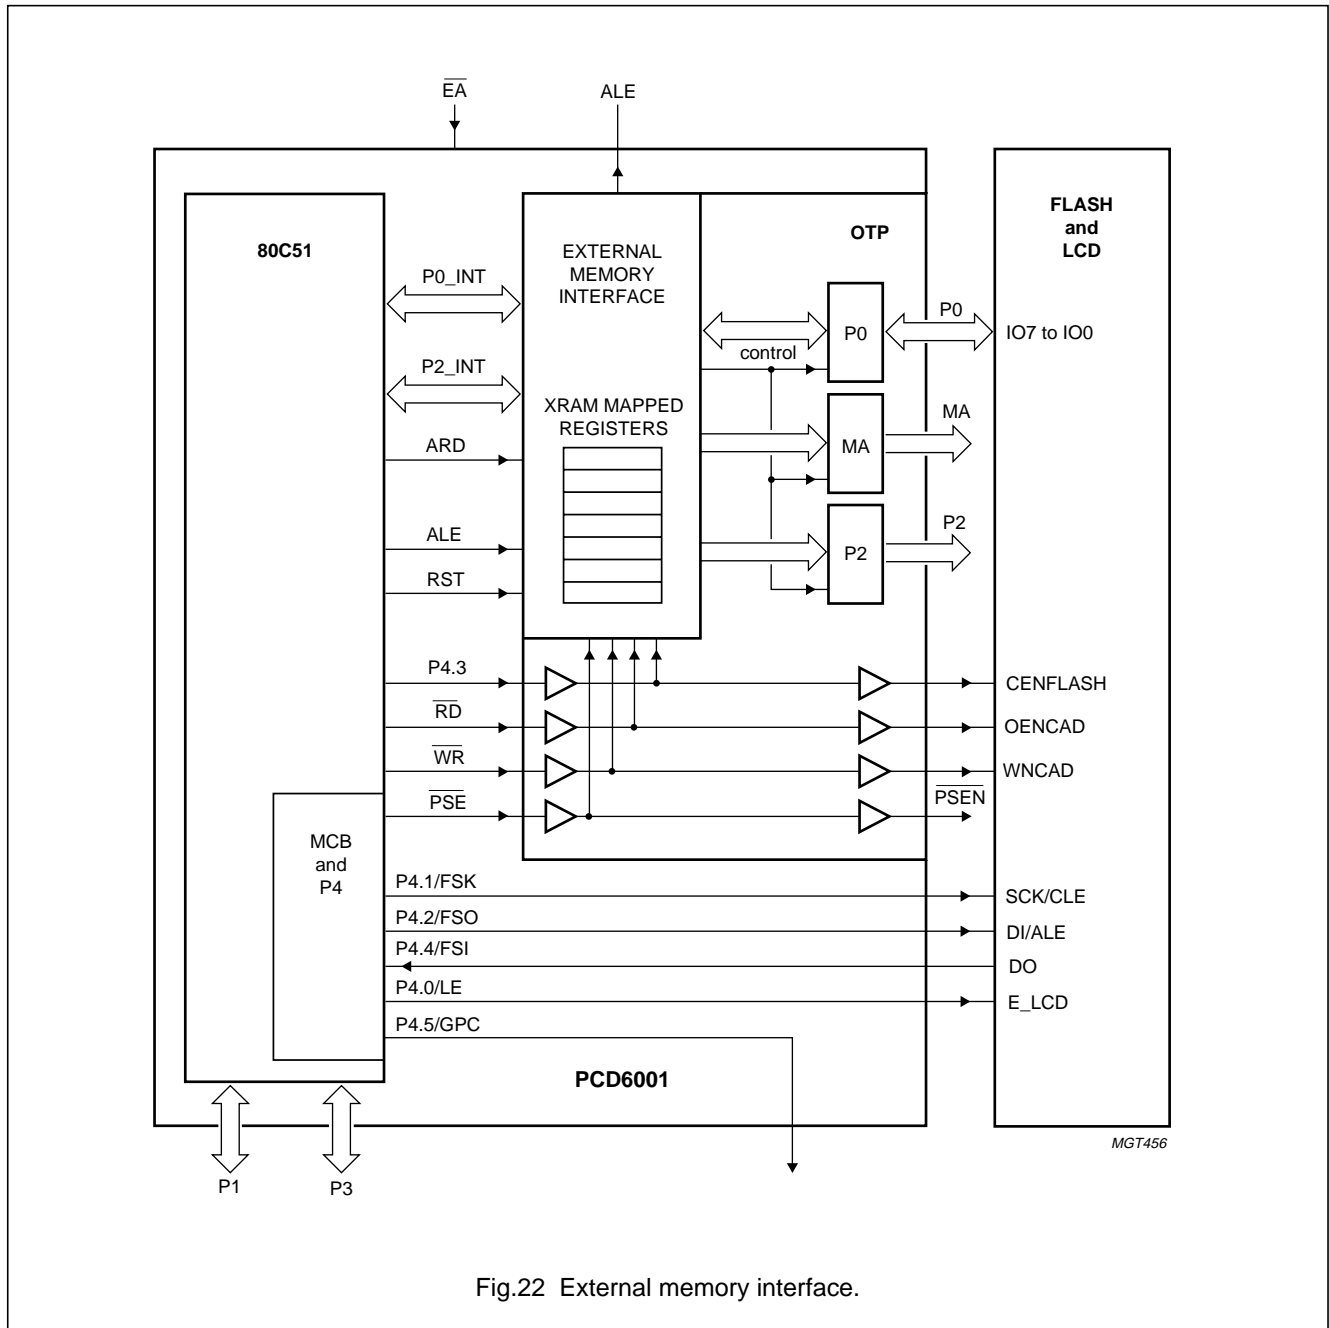 EA
ALE
80C51
EXTERNAL
MEMORY
INTERFACE
OTP
FLASH
and
LCD
P0_INT
P0
P0
IO7 to IO0
control
P2_INT
XRAM MAPPED
REGISTERS
MA
MA
ARD
P2
P2
ALE
RST
P4.3
CENFLASH
RD
OENCAD
WR
WNCAD
PSE
PSEN
MCB
and
P4
P4.1/FSK
SCK/CLE
P4.2/FSO
DI/ALE
P4.4/FSI
DO
P4.0/LE
E_LCD
P4.5/GPC
PCD6001
MGT456
P1
P3
Fig.22 External memory interface.